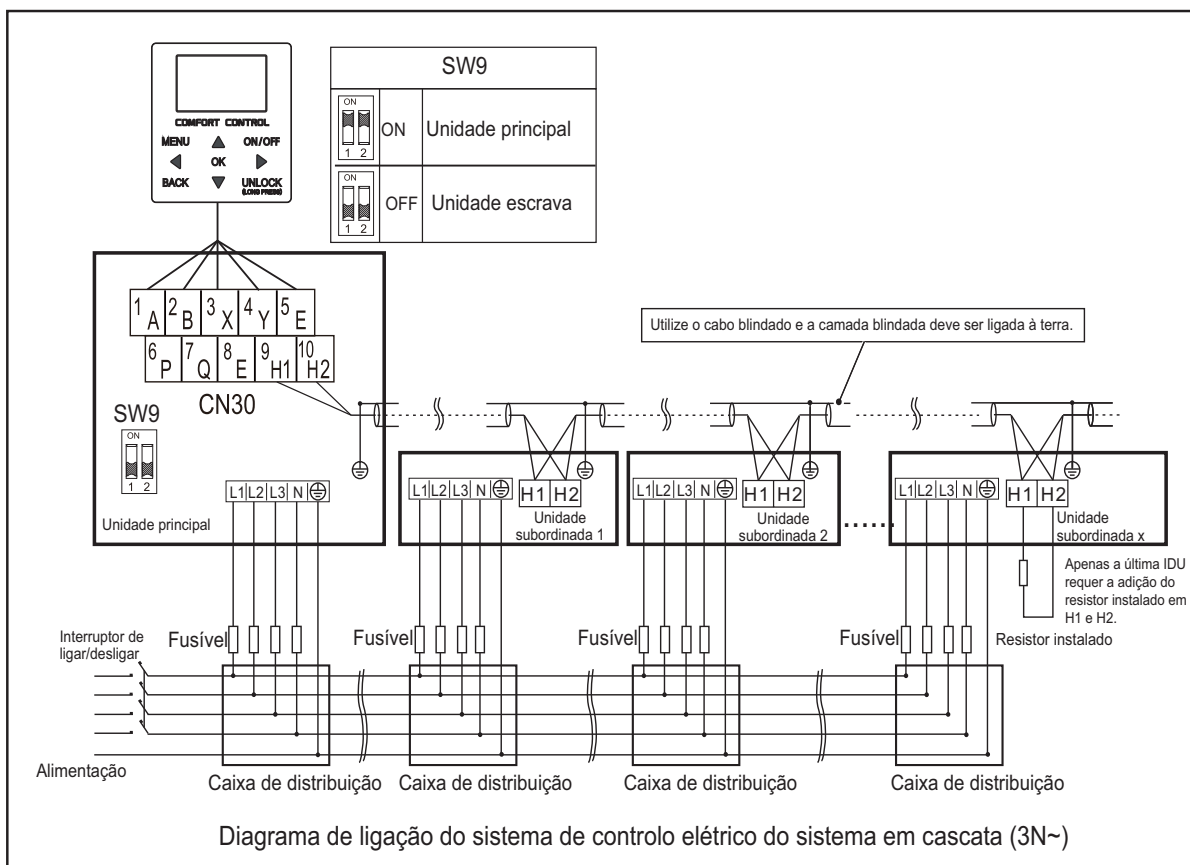 SW9
ON
1 2
ON
Unidade principal
ON
1 2
OFF
Unidade escrava
COMFORT CONTROL
MENU
ON/OFF
OK
BACK
UNLOCK
(LONG PRESS)
1 A
2 B
3 X
4 Y
5 E
6 P
7 Q
8 E
9 H1
10 H2
CN30
SW9
ON
1 2
Unidade principal
L1 L2 L3 N
Utilize o cabo blindado e a camada blindada deve ser ligada à terra.
L1 L2 L3 N
H1 H2
Unidade
subordinada 1
L1 L2 L3 N
H1 H2
Unidade
subordinada 2
L1 L2 L3 N
H1 H2
Unidade
subordinada x
Apenas a última IDU
requer a adição do
resistor instalado em
H1 e H2.
Resistor instalado
Interruptor de
ligar/desligar
Fusível
Fusível
Fusível
Fusível
Alimentação
Caixa de distribuição
Caixa de distribuição
Caixa de distribuição
Caixa de distribuição
Diagrama de ligação do sistema de controlo elétrico do sistema em cascata (3N~)